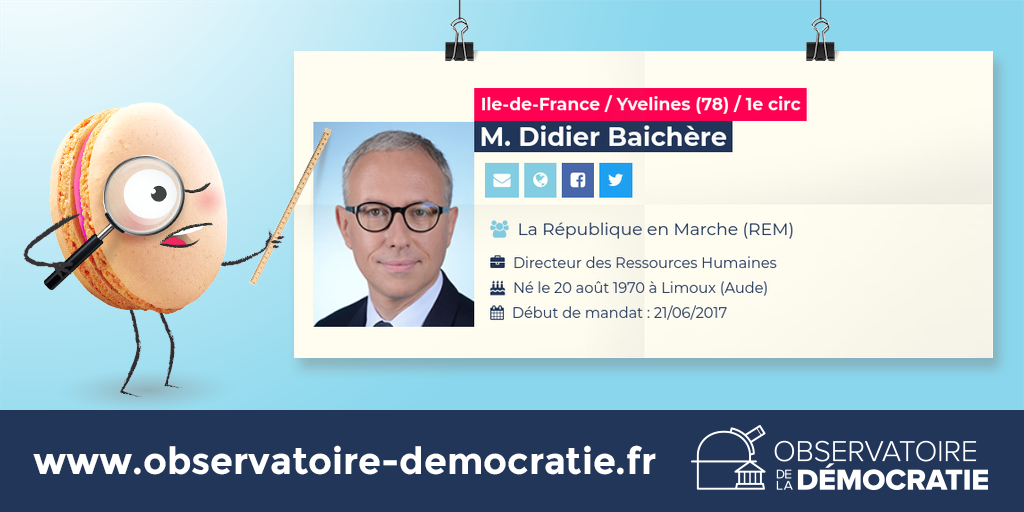 Ile-de-France / Yvelines (78) / 1e circ
M. Didier Baichère
La République en Marche (REM)
Directeur des Ressources Humaines
Né le 20 août 1970 à Limoux (Aude)
Début de mandat : 21/06/2017
www.observatoire-democratie.fr
OBSERVATOIRE
DE LA DÉMOCRATIE